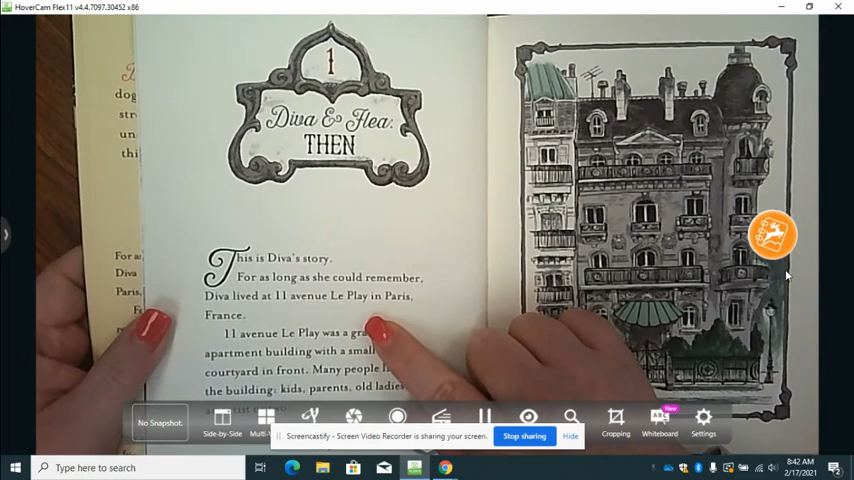 HoverCam Flex11 v4.4.7097.30452 x86
1
Diva & Flea:
THEN
dog
str
un
thi
For as
Diva
Paris,
This is Diva's story.
For as long as she could remember,
Diva lived at 11 avenue Le Play in Paris,
France.
11 avenue Le Play was a gra
apartment building with a small
courtyard in front. Many people li
the building: kids, parents, old ladies
No Snapshot.
Side-by-Side
Multi-
New
Cropping
Whiteboard
Settings
Screencastify - Screen Video Recorder is sharing your screen.
Stop sharing
Hide
Type here to search
8:42 AM
2/17/2021